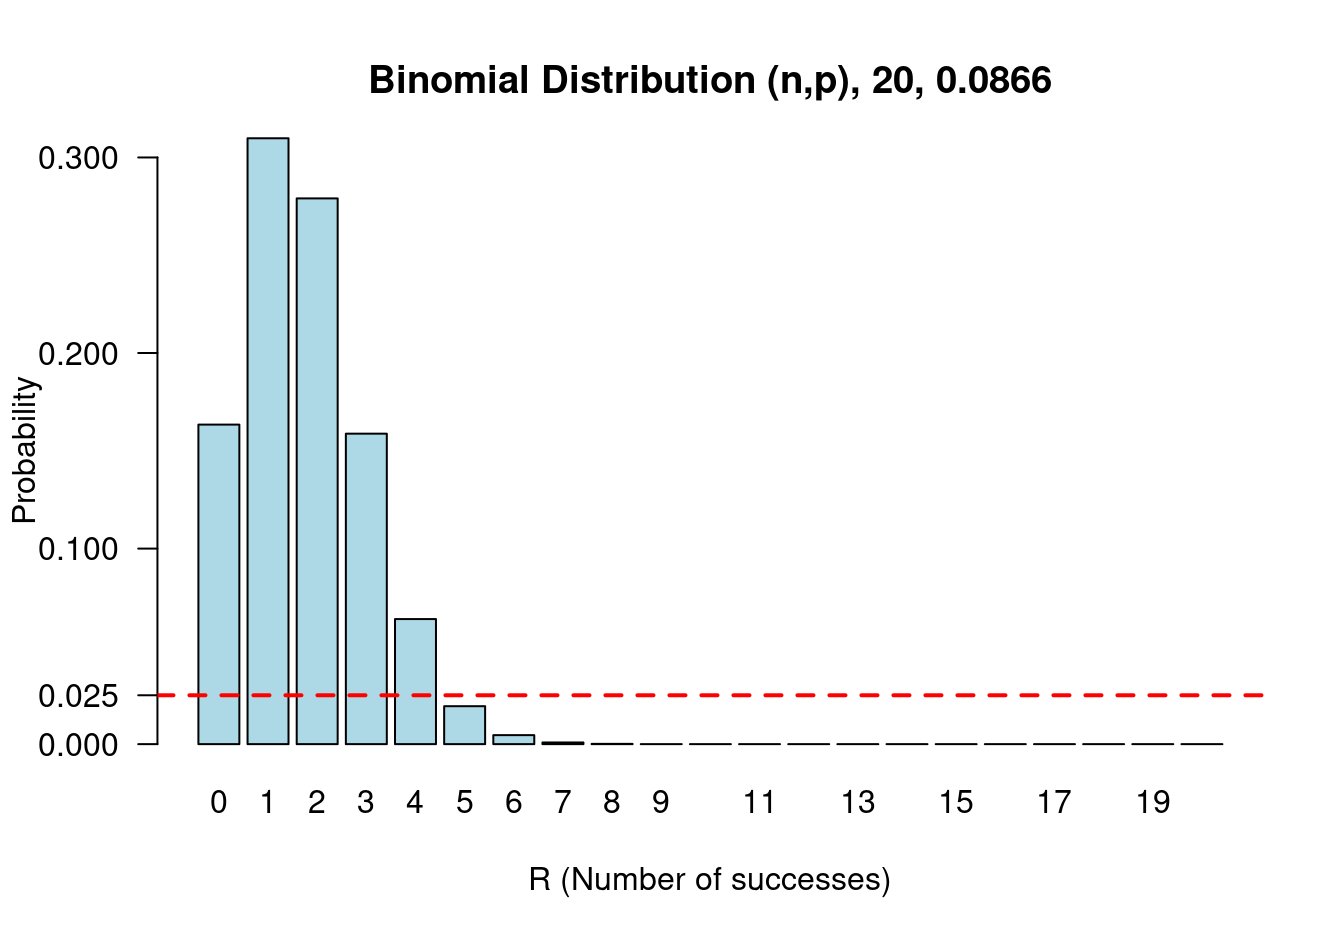 Binomial Distribution (n,p), 20, 0.0866
Probability
0.300
0.200
0.100
0.025
0.000
0 1 2 3 4 5 6 7 8 9 11 13 15 17 19
R (Number of successes)